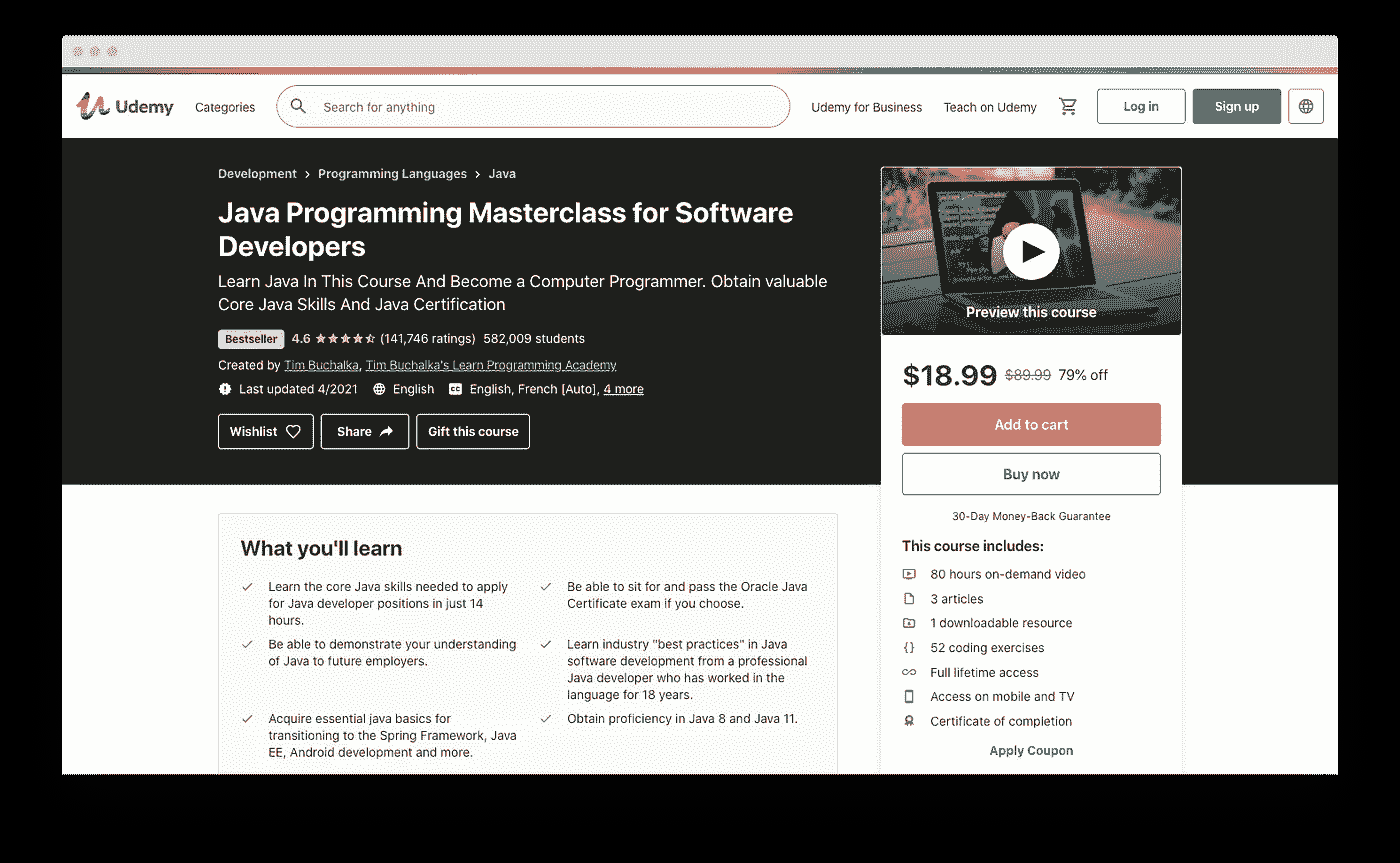 Udemy
Categories
Search for anything
Udemy for Business
Teach on Udemy
Log in
Sign up
Development > Programming Languages > Java
Java Programming Masterclass for Software
Developers
Learn Java In This Course And Become a Computer Programmer. Obtain valuable
Core Java Skills And Java Certification
Bestseller 4.6 (141,746 ratings) 582,009 students
Created by Tim Buchalka, Tim Buchalka's Learn Programming Academy
Last updated 4/2021 English CC English, French [Auto], 4 more
Wishlist
Share
Gift this course
Preview this course
$18.99 $89.99 79% off
Add to cart
Buy now
30-Day Money-Back Guarantee
This course includes:
80 hours on-demand video
3 articles
1 downloadable resource
{} 52 coding exercises
Full lifetime access
Access on mobile and TV
Certificate of completion
Apply Coupon
What you'll learn
Learn the core Java skills needed to apply
for Java developer positions in just 14
hours.
Be able to sit for and pass the Oracle Java
Certificate exam if you choose.
Be able to demonstrate your understanding
of Java to future employers.
Learn industry "best practices" in Java
software development from a professional
Java developer who has worked in the
language for 18 years.
Acquire essential java basics for
transitioning to the Spring Framework, Java
EE, Android development and more.
Obtain proficiency in Java 8 and Java 11.